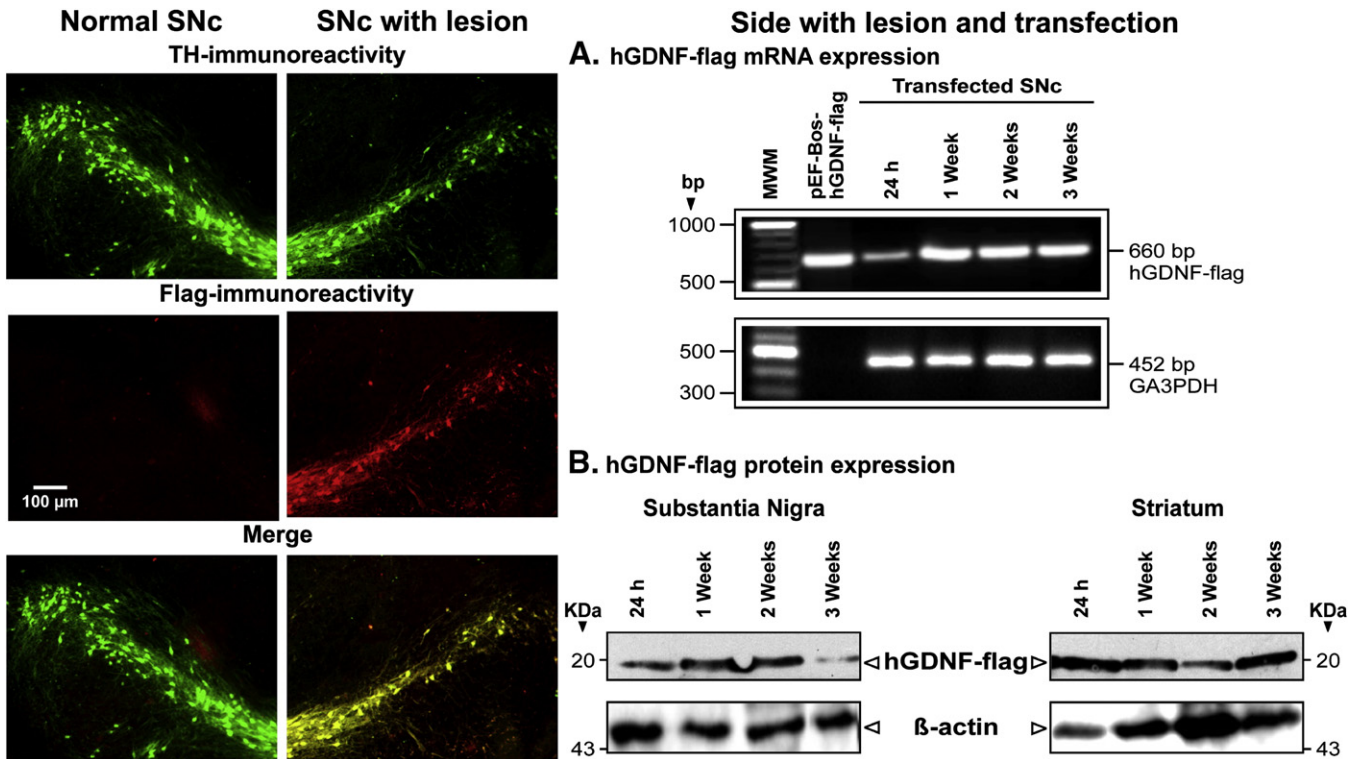 Normal SNc
SNc with lesion
TH-immunoreactivity
Flag-immunoreactivity
100 µm
Merge
Side with lesion and transfection
A. hGDNF-flag mRNA expression
Transfected SNc
bp
MWM
pEF-Bos-
hGDNF-flag
24 h
1 Week
2 Weeks
3 Weeks
1000
500
660 bp
hGDNF-flag
500
300
452 bp
GA3PDH
B. hGDNF-flag protein expression
Substantia Nigra
Striatum
KDa
24 h
1 Week
2 Weeks
3 Weeks
24 h
1 Week
2 Weeks
3 Weeks
KDa
20
hGDNF-flag
20
ß-actin
43
43